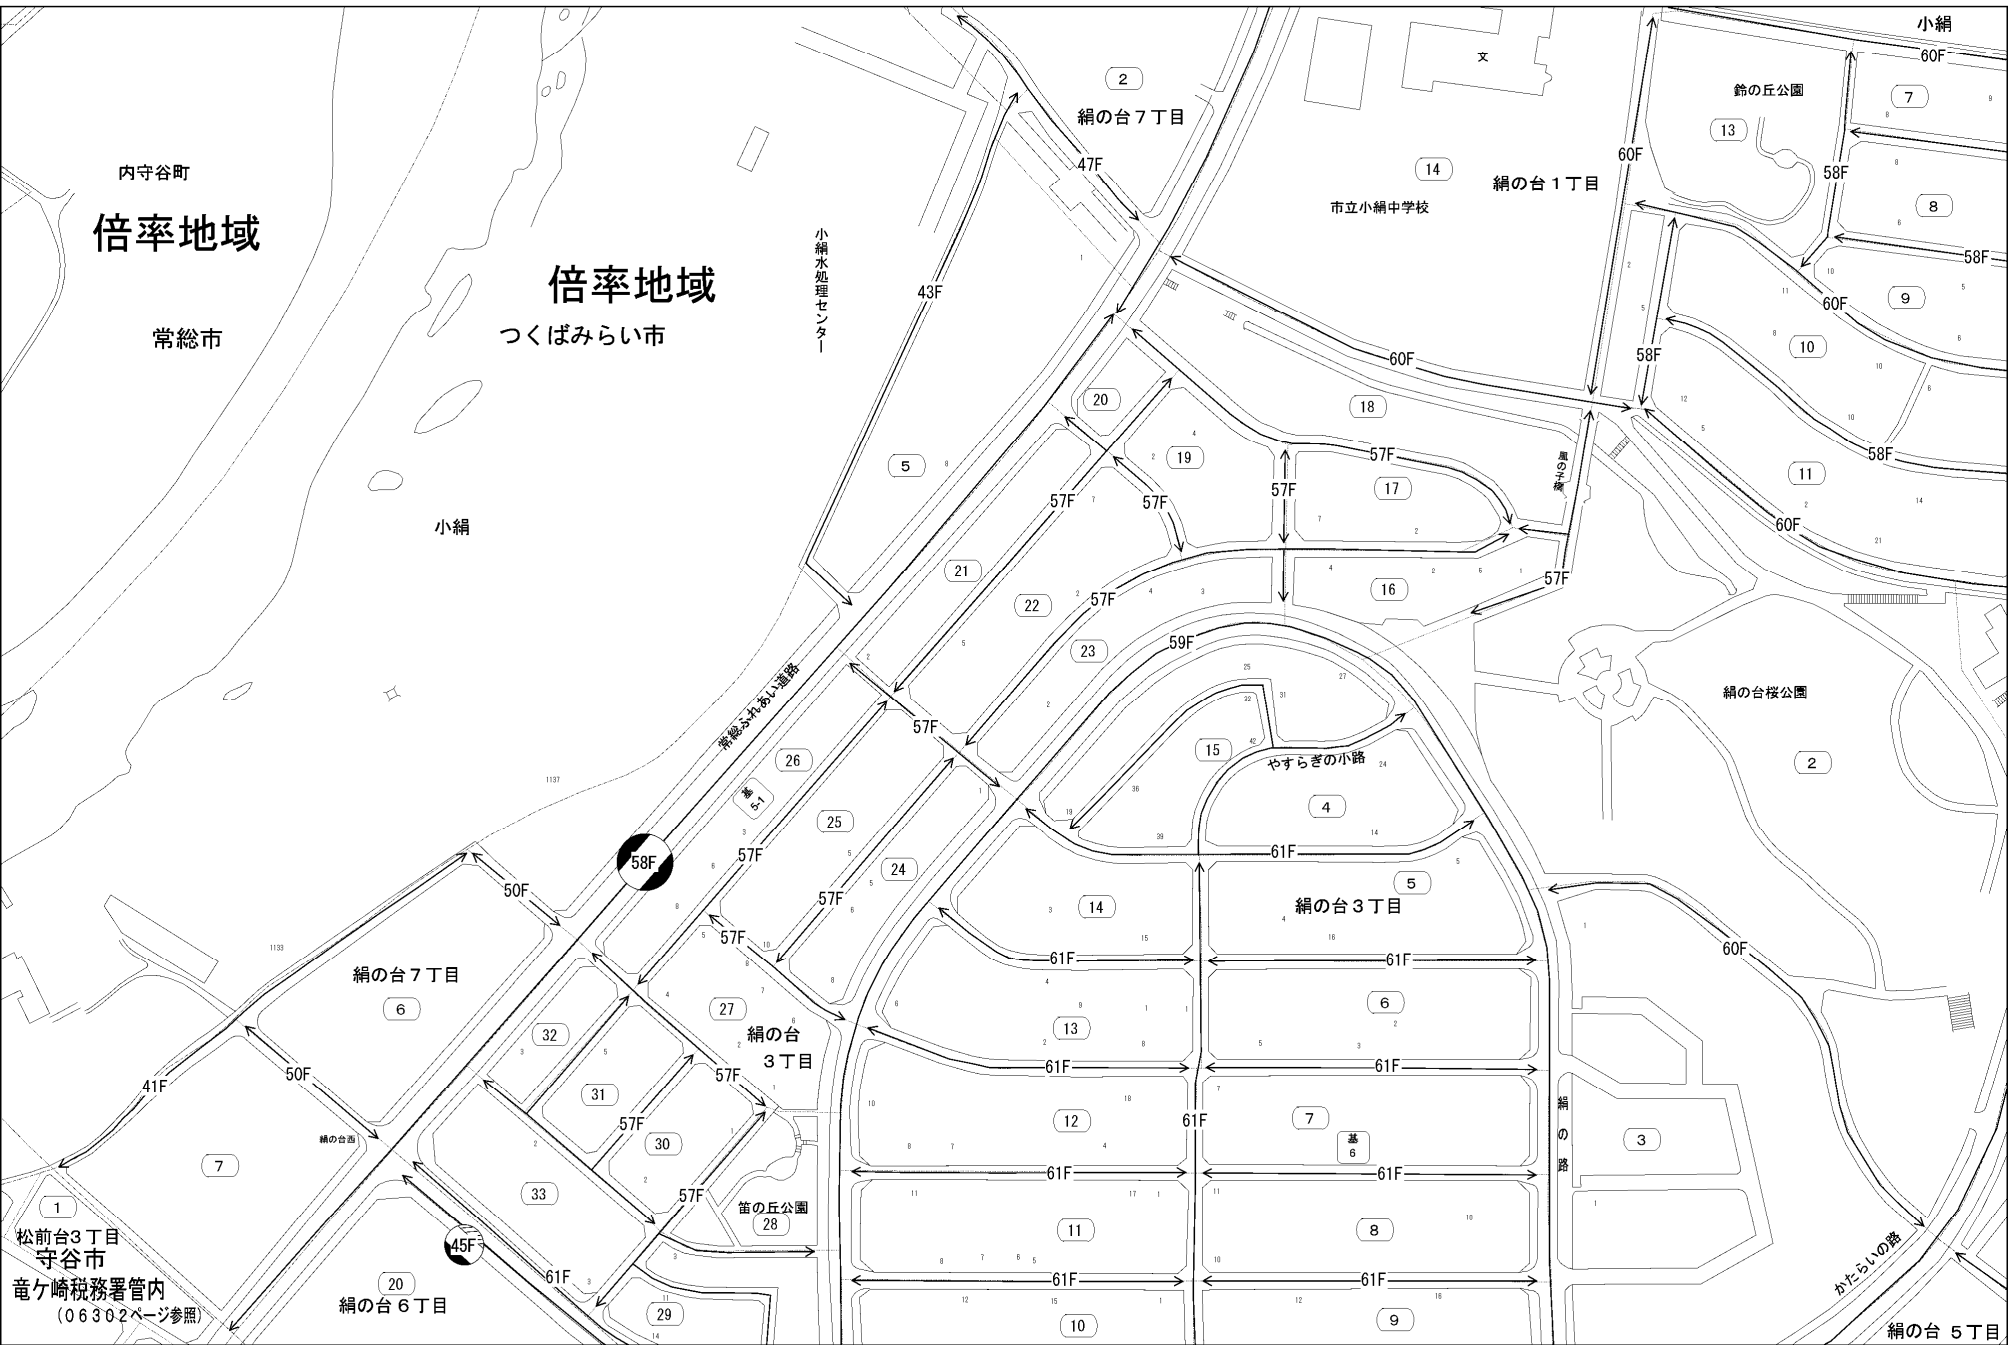 小絹
60F
2
絹の台７丁目
文
鈴の丘公園
7
13
47F
60F
58F
内守谷町
倍率地域
14
絹の台１丁目
市立小絹中学校
8
倍率地域
小絹水処理センター
43F
58F
9
60F
常総市
つくばみらい市
60F
58F
10
20
18
57F
58F
5
19
17
風の子橋
11
57F
57F
57F
60F
小絹
21
22
57F
16
57F
23
59F
絹の台桜公園
常総ふれあい道路
57F
15
やすらぎの小路
2
26
基
5-1
1137
4
25
58F
57F
61F
24
50F
57F
14
5
絹の台３丁目
57F
60F
1133
61F
61F
絹の台７丁目
6
27
6
32
絹の台
３丁目
13
50F
41F
57F
61F
61F
31
57F
30
12
61F
7
基
6
絹の路
3
絹の台西
7
33
57F
61F
61F
笛の丘公園
28
1
松前台３丁目
守谷市
竜ケ崎税務署管内
(０６３０２ページ参照)
45F
61F
11
8
かたらいの路
20
絹の台６丁目
61F
61F
29
10
9
絹の台 ５丁目